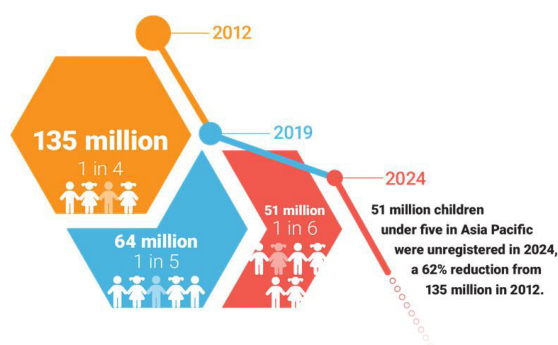 2012
135 million
1 in 4
2019
64 million
1 in 5
2024
51 million
1 in 6
51 million children
under five in Asia Pacific
were unregistered in 2024,
a 62% reduction from
135 million in 2012.